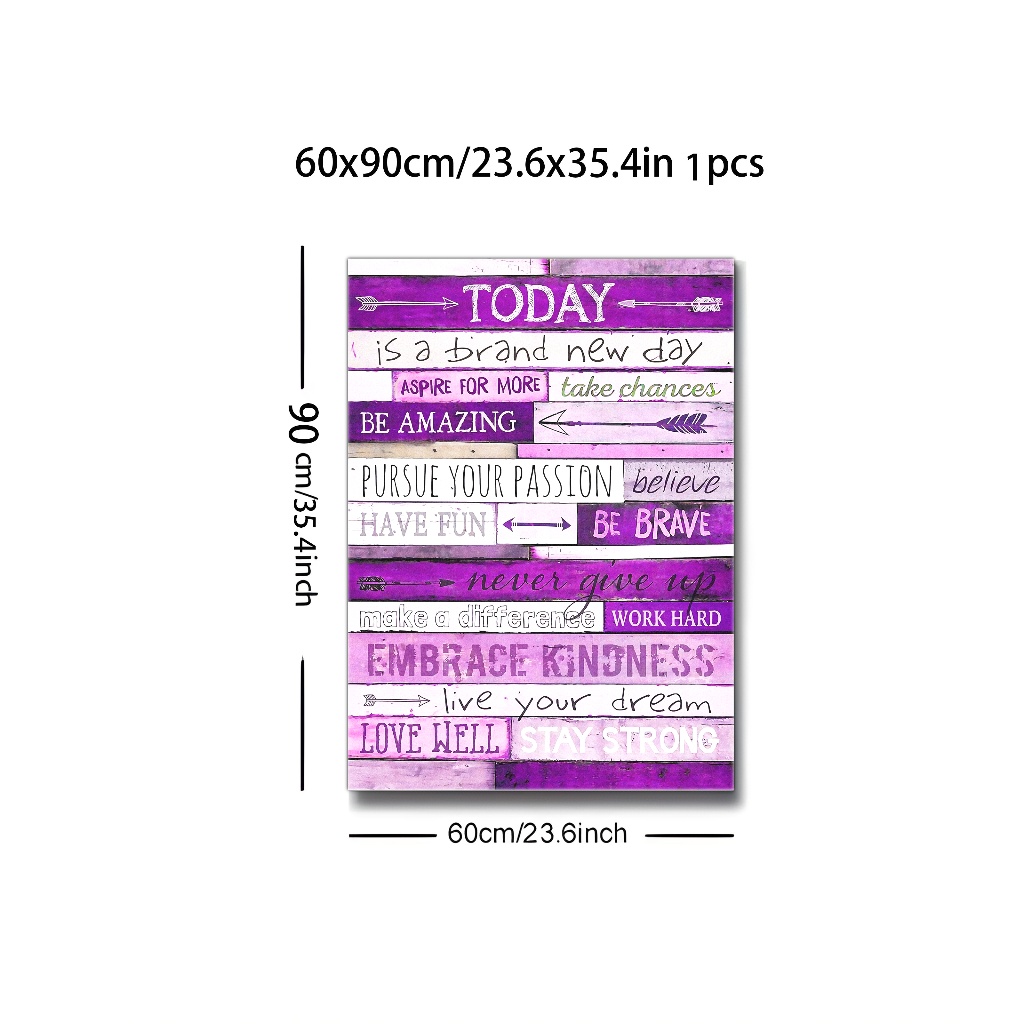 60x90cm/23.6x35.4in 1pcs
TODAY
is a brand new day
ASPIRE FOR MORE take chances
BE AMAZING
PURSUE YOUR PASSION believe
HAVE FUN BE BRAVE
never give up
make a difference WORK HARD
EMBRACE KINDNESS
live your dream
LOVE WELL STAY STRONG
90 cm/35.4inch
60cm/23.6inch